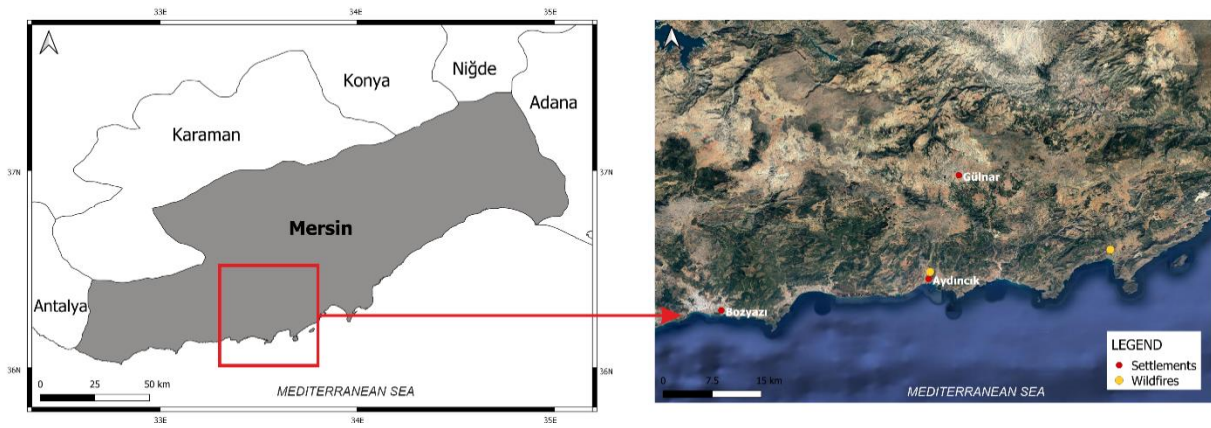 33E 34E 35E
Konya
Niğde
Adana
Karaman
37N 37N
Mersin
Antalya
36N 36N
0 25 50 km
MEDITERRANEAN SEA
33E 34E 35E
Gülnar
Aydıncık
Bozyazı
LEGEND
Settlements
Wildfires
0 7.5 15 km
MEDITERRANEAN SEA